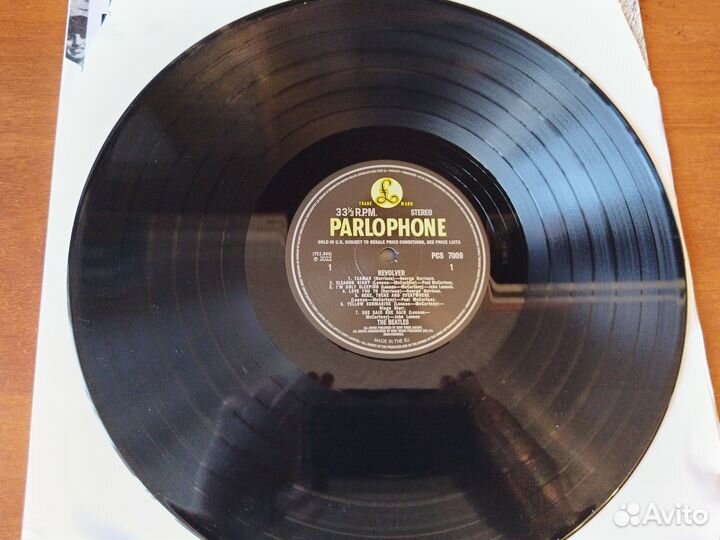 TRADE MARK
33⅓ R.P.M. STEREO
PARLOPHONE
SOLD IN U.K. SUBJECT TO RESALE PRICE CONDITIONS, SEE PRICE LISTS
PCS 7009
℗ 2022
1 1
REVOLVER
1. TAXMAN (Harrison)—George Harrison.
2. ELEANOR RIGBY (Lennon—McCartney)—Paul McCartney.
3. I'M ONLY SLEEPING (Lennon—McCartney)—John Lennon.
4. LOVE YOU TO (Harrison)—George Harrison.
5. HERE, THERE AND EVERYWHERE
(Lennon—McCartney)—Paul McCartney.
6. YELLOW SUBMARINE (Lennon—McCartney)—
Ringo Starr.
7. SHE SAID SHE SAID (Lennon—
McCartney)—John Lennon
THE BEATLES
MADE IN THE EU
Avito